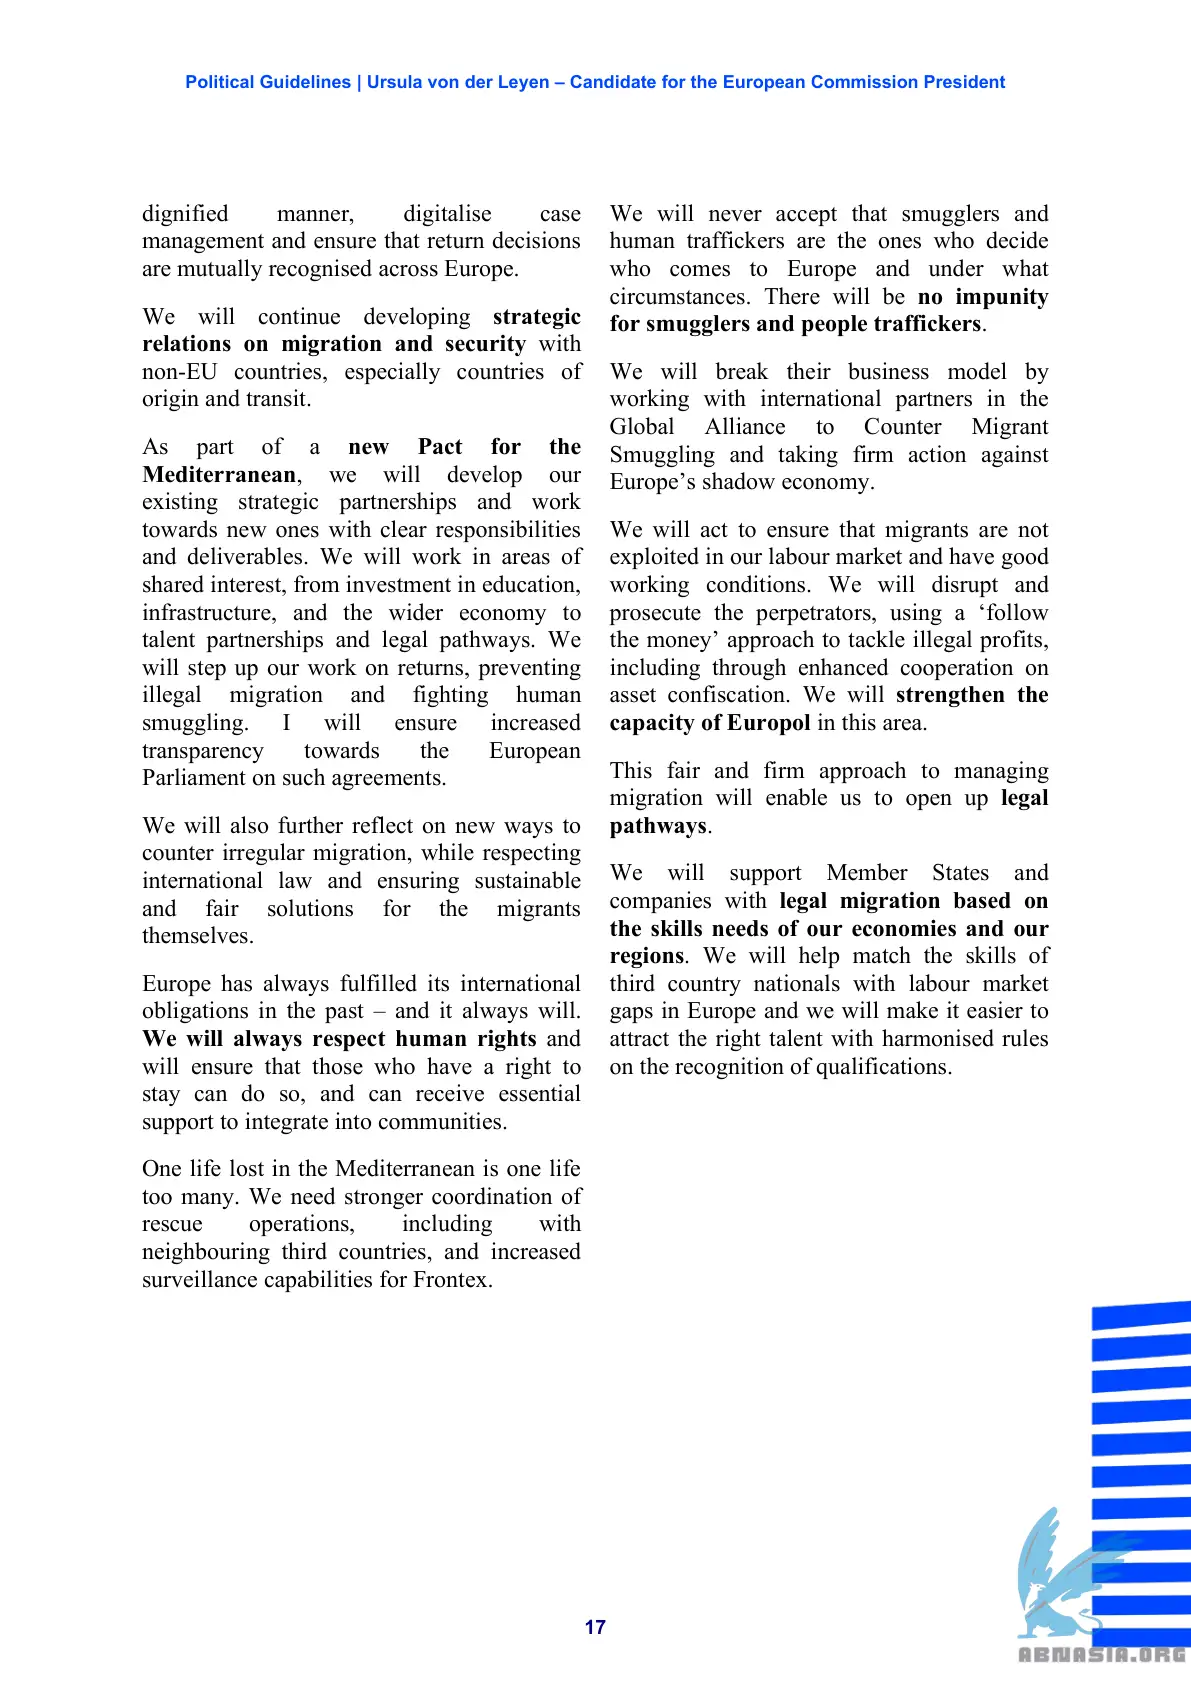 Political Guidelines | Ursula von der Leyen – Candidate for the European Commission President
dignified manner, digitalise case
management and ensure that return decisions
are mutually recognised across Europe.
We will continue developing strategic
relations on migration and security with
non-EU countries, especially countries of
origin and transit.
As part of a new Pact for the
Mediterranean, we will develop our
existing strategic partnerships and work
towards new ones with clear responsibilities
and deliverables. We will work in areas of
shared interest, from investment in education,
infrastructure, and the wider economy to
talent partnerships and legal pathways. We
will step up our work on returns, preventing
illegal migration and fighting human
smuggling. I will ensure increased
transparency towards the European
Parliament on such agreements.
We will also further reflect on new ways to
counter irregular migration, while respecting
international law and ensuring sustainable
and fair solutions for the migrants
themselves.
Europe has always fulfilled its international
obligations in the past – and it always will.
We will always respect human rights and
will ensure that those who have a right to
stay can do so, and can receive essential
support to integrate into communities.
One life lost in the Mediterranean is one life
too many. We need stronger coordination of
rescue operations, including with
neighbouring third countries, and increased
surveillance capabilities for Frontex.
We will never accept that smugglers and
human traffickers are the ones who decide
who comes to Europe and under what
circumstances. There will be no impunity
for smugglers and people traffickers.
We will break their business model by
working with international partners in the
Global Alliance to Counter Migrant
Smuggling and taking firm action against
Europe’s shadow economy.
We will act to ensure that migrants are not
exploited in our labour market and have good
working conditions. We will disrupt and
prosecute the perpetrators, using a ‘follow
the money’ approach to tackle illegal profits,
including through enhanced cooperation on
asset confiscation. We will strengthen the
capacity of Europol in this area.
This fair and firm approach to managing
migration will enable us to open up legal
pathways.
We will support Member States and
companies with legal migration based on
the skills needs of our economies and our
regions. We will help match the skills of
third country nationals with labour market
gaps in Europe and we will make it easier to
attract the right talent with harmonised rules
on the recognition of qualifications.
17
ABNASIA.ORG